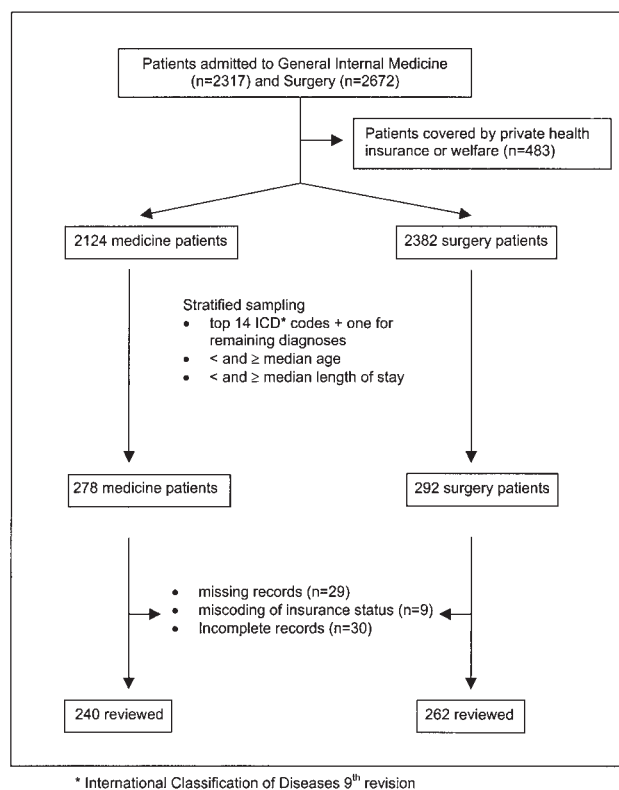 Patients admitted to General Internal Medicine
(n=2317) and Surgery (n=2672)
Patients covered by private health
insurance or welfare (n=483)
2124 medicine patients
2382 surgery patients
Stratified sampling
• top 14 ICD* codes + one for
remaining diagnoses
• < and ≥ median age
• < and ≥ median length of stay
278 medicine patients
292 surgery patients
• missing records (n=29)
• miscoding of insurance status (n=9)
• Incomplete records (n=30)
240 reviewed
262 reviewed
* International Classification of Diseases 9th revision